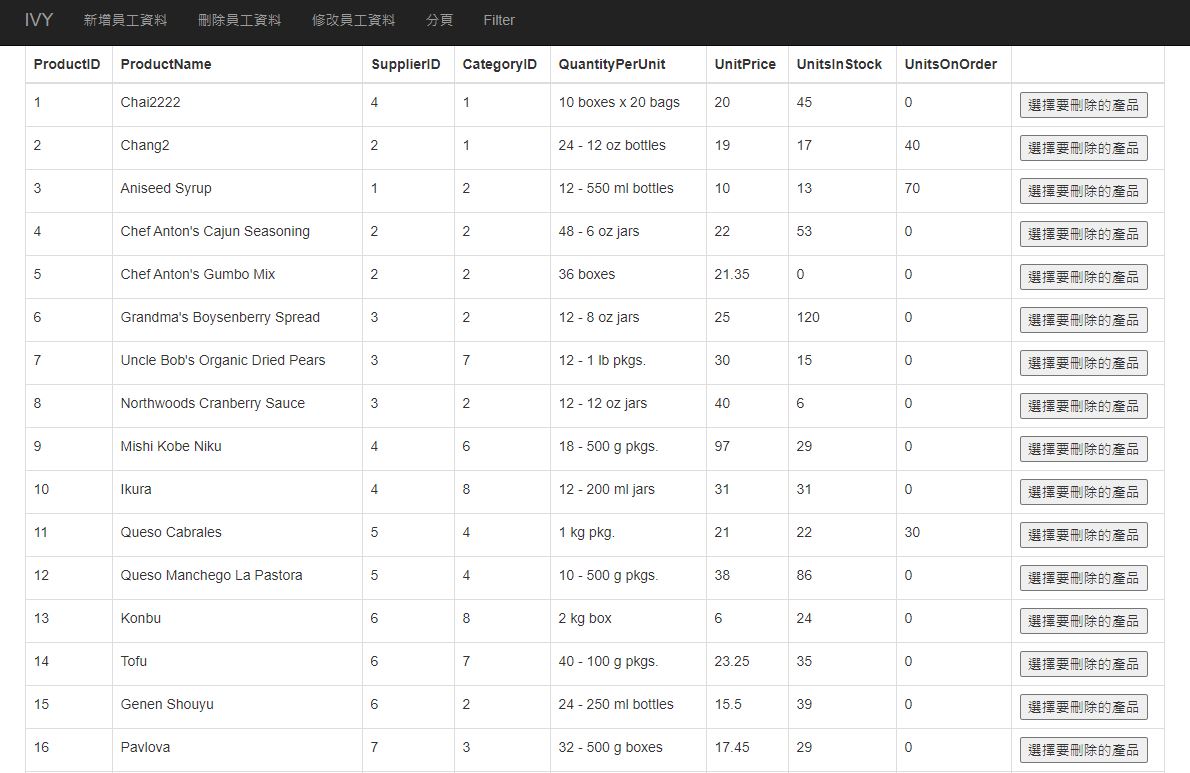 IVY 新增員工資料 刪除員工資料 修改員工資料 分頁 Filter
ProductID ProductName SupplierID CategoryID QuantityPerUnit UnitPrice UnitsInStock UnitsOnOrder
1 Chai2222 4 1 10 boxes x 20 bags 20 45 0 選擇要刪除的產品
2 Chang2 2 1 24 - 12 oz bottles 19 17 40 選擇要刪除的產品
3 Aniseed Syrup 1 2 12 - 550 ml bottles 10 13 70 選擇要刪除的產品
4 Chef Anton's Cajun Seasoning 2 2 48 - 6 oz jars 22 53 0 選擇要刪除的產品
5 Chef Anton's Gumbo Mix 2 2 36 boxes 21.35 0 0 選擇要刪除的產品
6 Grandma's Boysenberry Spread 3 2 12 - 8 oz jars 25 120 0 選擇要刪除的產品
7 Uncle Bob's Organic Dried Pears 3 7 12 - 1 lb pkgs. 30 15 0 選擇要刪除的產品
8 Northwoods Cranberry Sauce 3 2 12 - 12 oz jars 40 6 0 選擇要刪除的產品
9 Mishi Kobe Niku 4 6 18 - 500 g pkgs. 97 29 0 選擇要刪除的產品
10 Ikura 4 8 12 - 200 ml jars 31 31 0 選擇要刪除的產品
11 Queso Cabrales 5 4 1 kg pkg. 21 22 30 選擇要刪除的產品
12 Queso Manchego La Pastora 5 4 10 - 500 g pkgs. 38 86 0 選擇要刪除的產品
13 Konbu 6 8 2 kg box 6 24 0 選擇要刪除的產品
14 Tofu 6 7 40 - 100 g pkgs. 23.25 35 0 選擇要刪除的產品
15 Genen Shouyu 6 2 24 - 250 ml bottles 15.5 39 0 選擇要刪除的產品
16 Pavlova 7 3 32 - 500 g boxes 17.45 29 0 選擇要刪除的產品